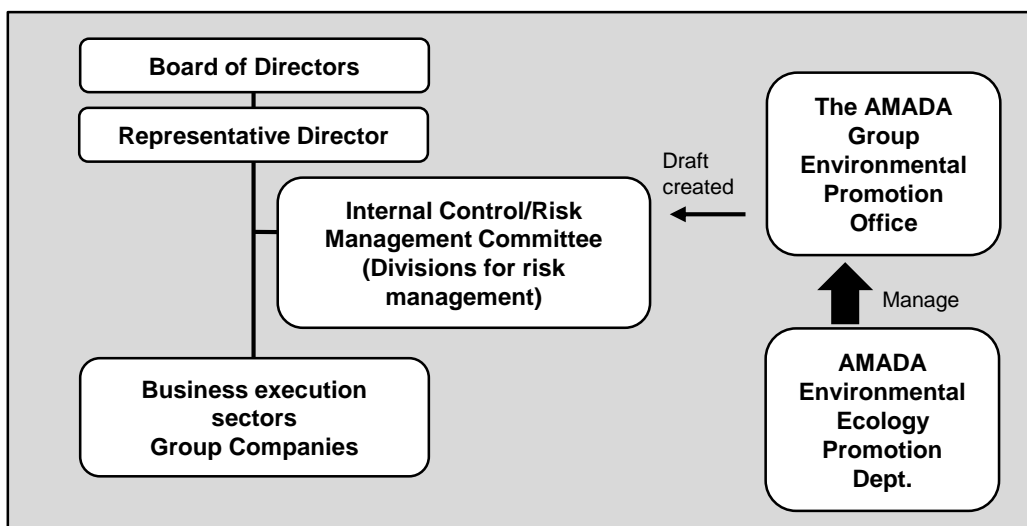 Board of Directors
Representative Director
Internal Control/Risk
Management Committee
(Divisions for risk
management)
Business execution
sectors
Group Companies
Draft
created
The AMADA
Group
Environmental
Promotion
Office
Manage
AMADA
Environmental
Ecology
Promotion
Dept.